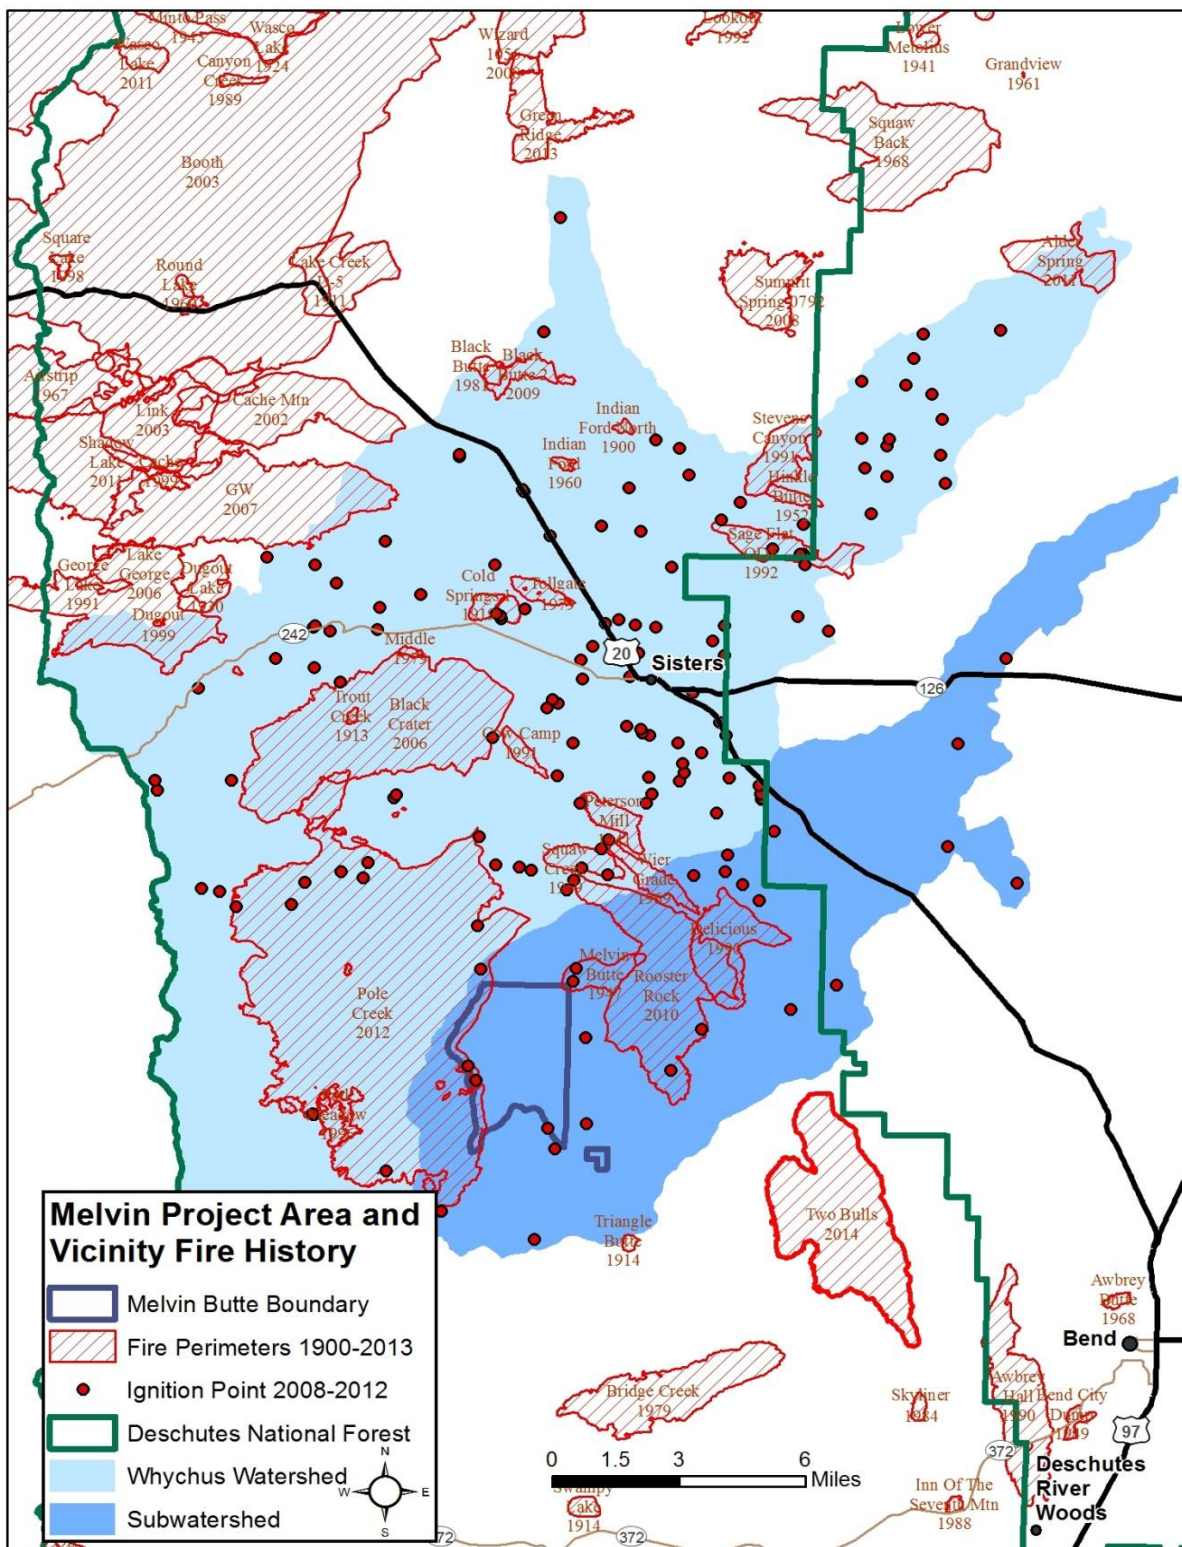 Minto Pass
1945
Wasco
Lake
1924
Wasco
Lake
2011
Canyon
Creek
1989
Wizard
2008
Lookout
1992
Lower
Metolius
1941
Grandview
1961
Green
Ridge
2013
Squaw
Back
1968
Booth
2003
Square
Lake
1998
Round
Lake
Lake Creek
1911
Alder
Spring
2011
Summit
Spring 0792
2008
Black
Butte
1981
Black
Butte 2
2009
Airstrip
1967
Link
2003
Cache Mtn
2002
Indian
Ford North
1900
Indian
Ford
1960
Stevens
Canyon
1991
Hinkle
Butte
1952
Shadow
Lake
2011
Cache
1999
GW
2007
Sage Flat
1992
George
Lake
1991
Lake
George
2006
Dugout
Lake
Dugout
1999
Cold
Springs
Tollgate
242
Middle
20
Sisters
126
Trout
Creek
1913
Black
Crater
2006
Cow Camp
1991
Peterson
Mill
Squaw
Creek
Wier
Grade
1969
Delicious
1990
Melvin
Butte
Rooster
Rock
2010
Pole
Creek
2012
Meadow
Triangle
Butte
1914
Two Bulls
2014
Awbrey
Butte
1968
Bend
Bridge Creek
1979
Skyliner
1984
Awbrey
Hall
1990
Bend City
Dump
97
372
Deschutes
River
Woods
Inn Of The
Seventh Mtn
1988
Swampy
Lake
1914
372
Melvin Project Area and
Vicinity Fire History
Melvin Butte Boundary
Fire Perimeters 1900-2013
Ignition Point 2008-2012
Deschutes National Forest
Whychus Watershed
Subwatershed
N
W E
S
0 1.5 3 6
Miles